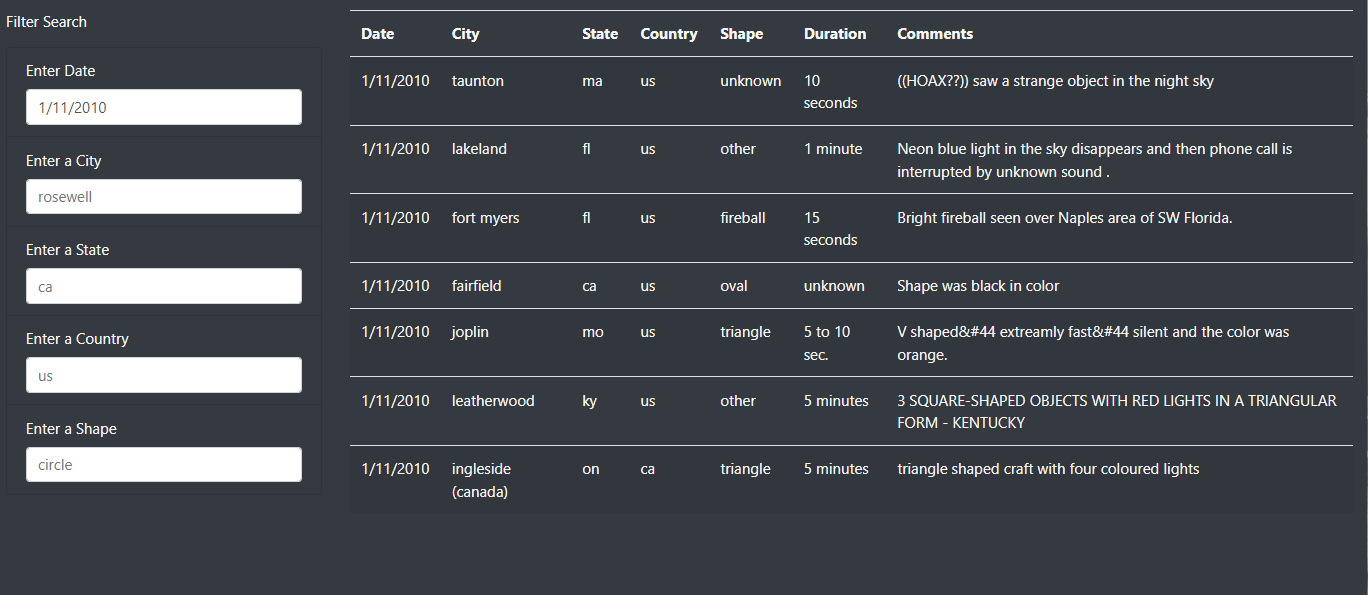 Filter Search
Enter Date
1/11/2010
Enter a City
rosewell
Enter a State
ca
Enter a Country
us
Enter a Shape
circle
Date City State Country Shape Duration Comments
1/11/2010 taunton ma us unknown 10 ((HOAX??)) saw a strange object in the night sky
seconds
1/11/2010 lakeland fl us other 1 minute Neon blue light in the sky disappears and then phone call is
interrupted by unknown sound .
1/11/2010 fort myers fl us fireball 15 Bright fireball seen over Naples area of SW Florida.
seconds
1/11/2010 fairfield ca us oval unknown Shape was black in color
1/11/2010 joplin mo us triangle 5 to 10 V shaped&#44 extreamly fast&#44 silent and the color was
sec. orange.
1/11/2010 leatherwood ky us other 5 minutes 3 SQUARE-SHAPED OBJECTS WITH RED LIGHTS IN A TRIANGULAR
FORM - KENTUCKY
1/11/2010 ingleside on ca triangle 5 minutes triangle shaped craft with four coloured lights
(canada)